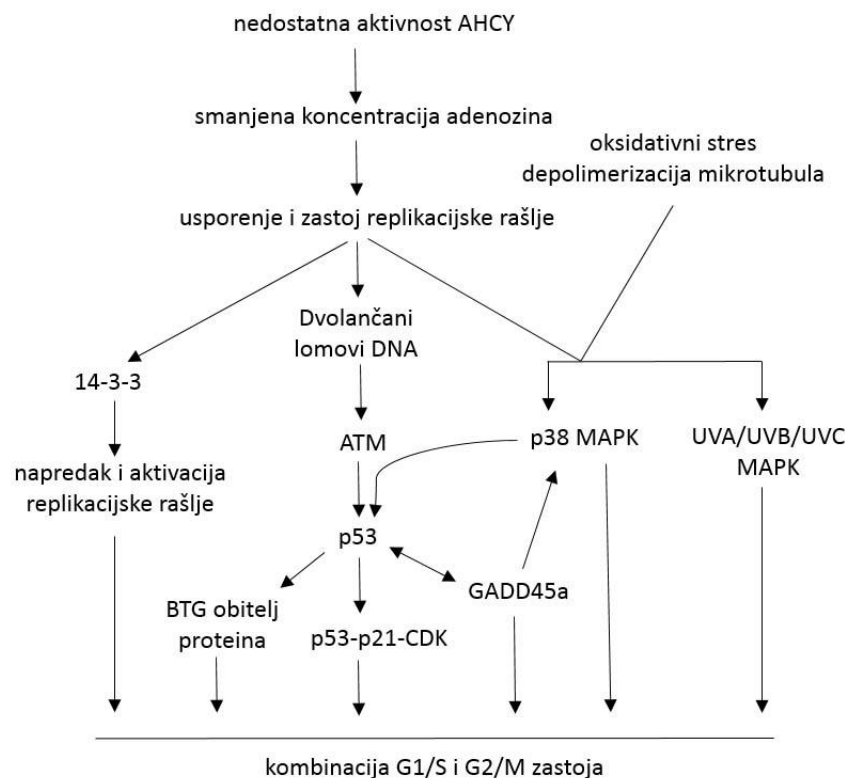 nedostatna aktivnost AHCY
smanjena koncentracija adenozina
oksidativni stres
depolimerizacija mikrotubula
usporenje i zastoj replikacijske rašlje
Dvolančani
lomovi DNA
14-3-3
ATM
p38 MAPK
UVA/UVB/UVC
MAPK
napredak i aktivacija
replikacijske rašlje
p53
GADD45a
BTG obitelj
proteina
p53-p21-CDK
kombinacija G1/S i G2/M zastoja